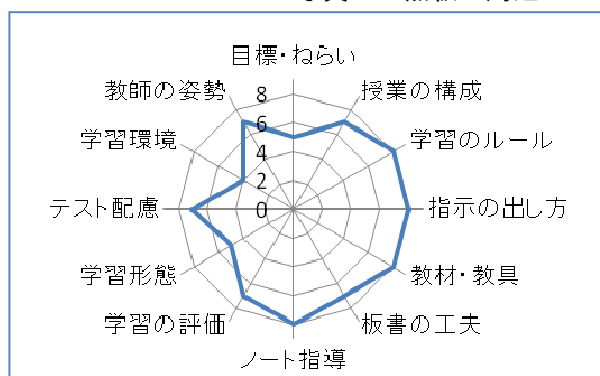 目標・ねらい
教師の姿勢
授業の構成
学習環境
学習のルール
テスト配慮
指示の出し方
学習形態
教材・教具
学習の評価
板書の工夫
ノート指導
8
6
4
2
0